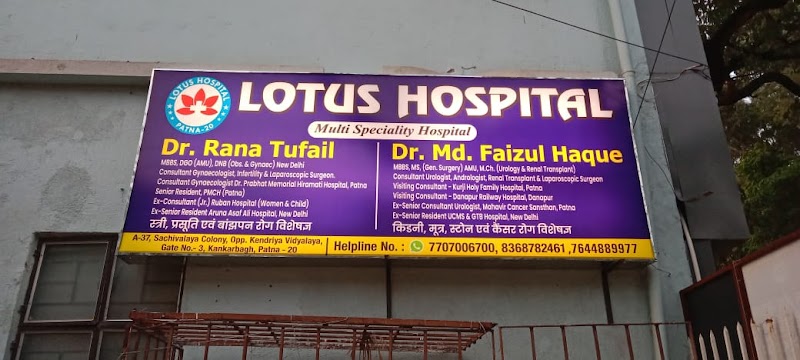 LOTUS HOSPITAL
PATNA-20
LOTUS HOSPITAL
Multi Speciality Hospital
Dr. Rana Tufail
MBBS, DGO (AMU), DNB (Obs. & Gynaec) New Delhi
Consultant Gynaecologist, Infertility & Laparoscopic Surgeon.
Consultant Gynaecologist Dr. Prabhat Memorial Hiramati Hospital, Patna
Senior Resident, PMCH (Patna)
Ex-Consultant (Jr.) Ruban Hospital (Women & Child)
Ex-Senior Resident Aruna Asaf Ali Hospital, New Delhi
स्त्री, प्रसूति एवं बांझपन रोग विशेषज्ञ
Dr. Md. Faizul Haque
MBBS, MS, (Gen. Surgery) AMU, M.Ch. (Urology & Renal Transplant)
Consultant Urologist, Andrologist, Renal Transplant & Laparoscopic Surgeon
Visiting Consultant - Kurji Holy Family Hospital, Patna
Visiting Consultant - Danapur Railway Hospital, Danapur
Ex-Senior Consultant Urologist, Mahavir Cancer Sansthan, Patna
Ex-Senior Resident UCMS & GTB Hospital, New Delhi
किडनी, मूत्र, स्टोन एवं कैंसर रोग विशेषज्ञ
A-37, Sachivalaya Colony, Opp. Kendriya Vidyalaya,
Gate No.- 3, Kankarbagh, Patna - 20
Helpline No. : 7707006700, 8368782461 ,7644889977